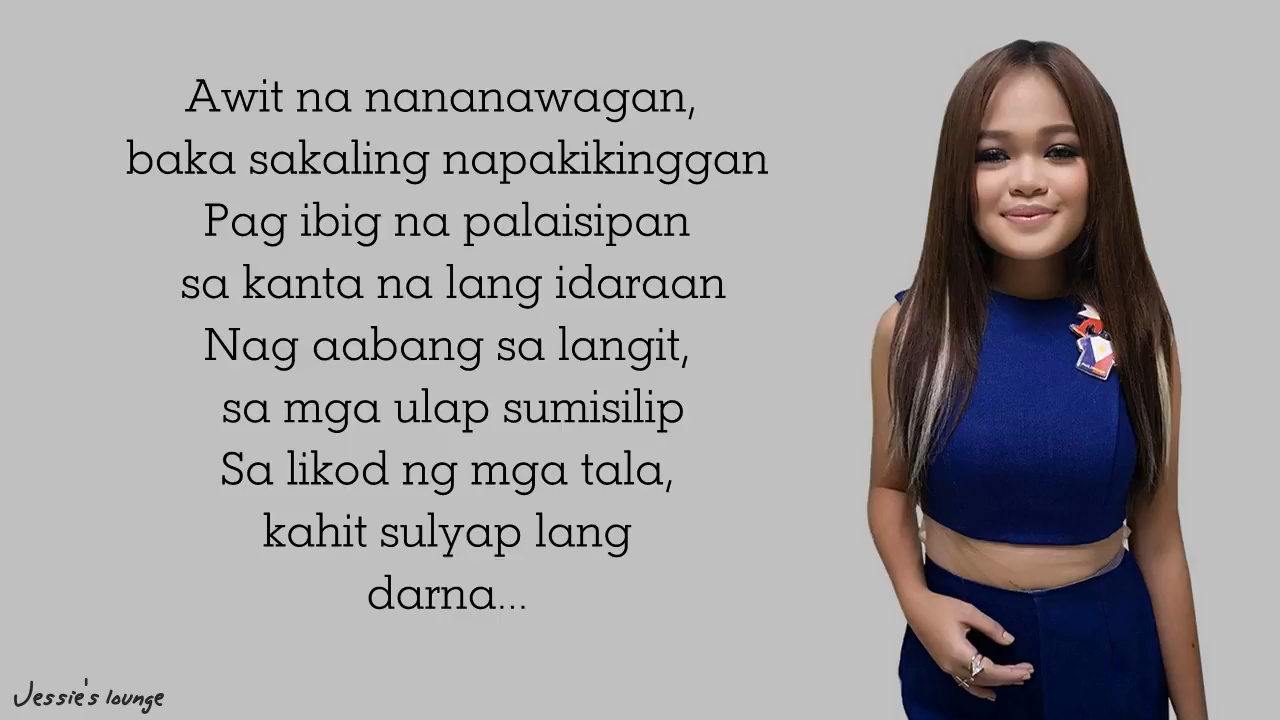 Awit na nananawagan,
baka sakaling napakikinggan
Pag ibig na palaisipan
sa kanta na lang idaraan
Nag aabang sa langit,
sa mga ulap sumisilip
Sa likod ng mga tala,
kahit sulyap lang
darna...
Jessie's lounge